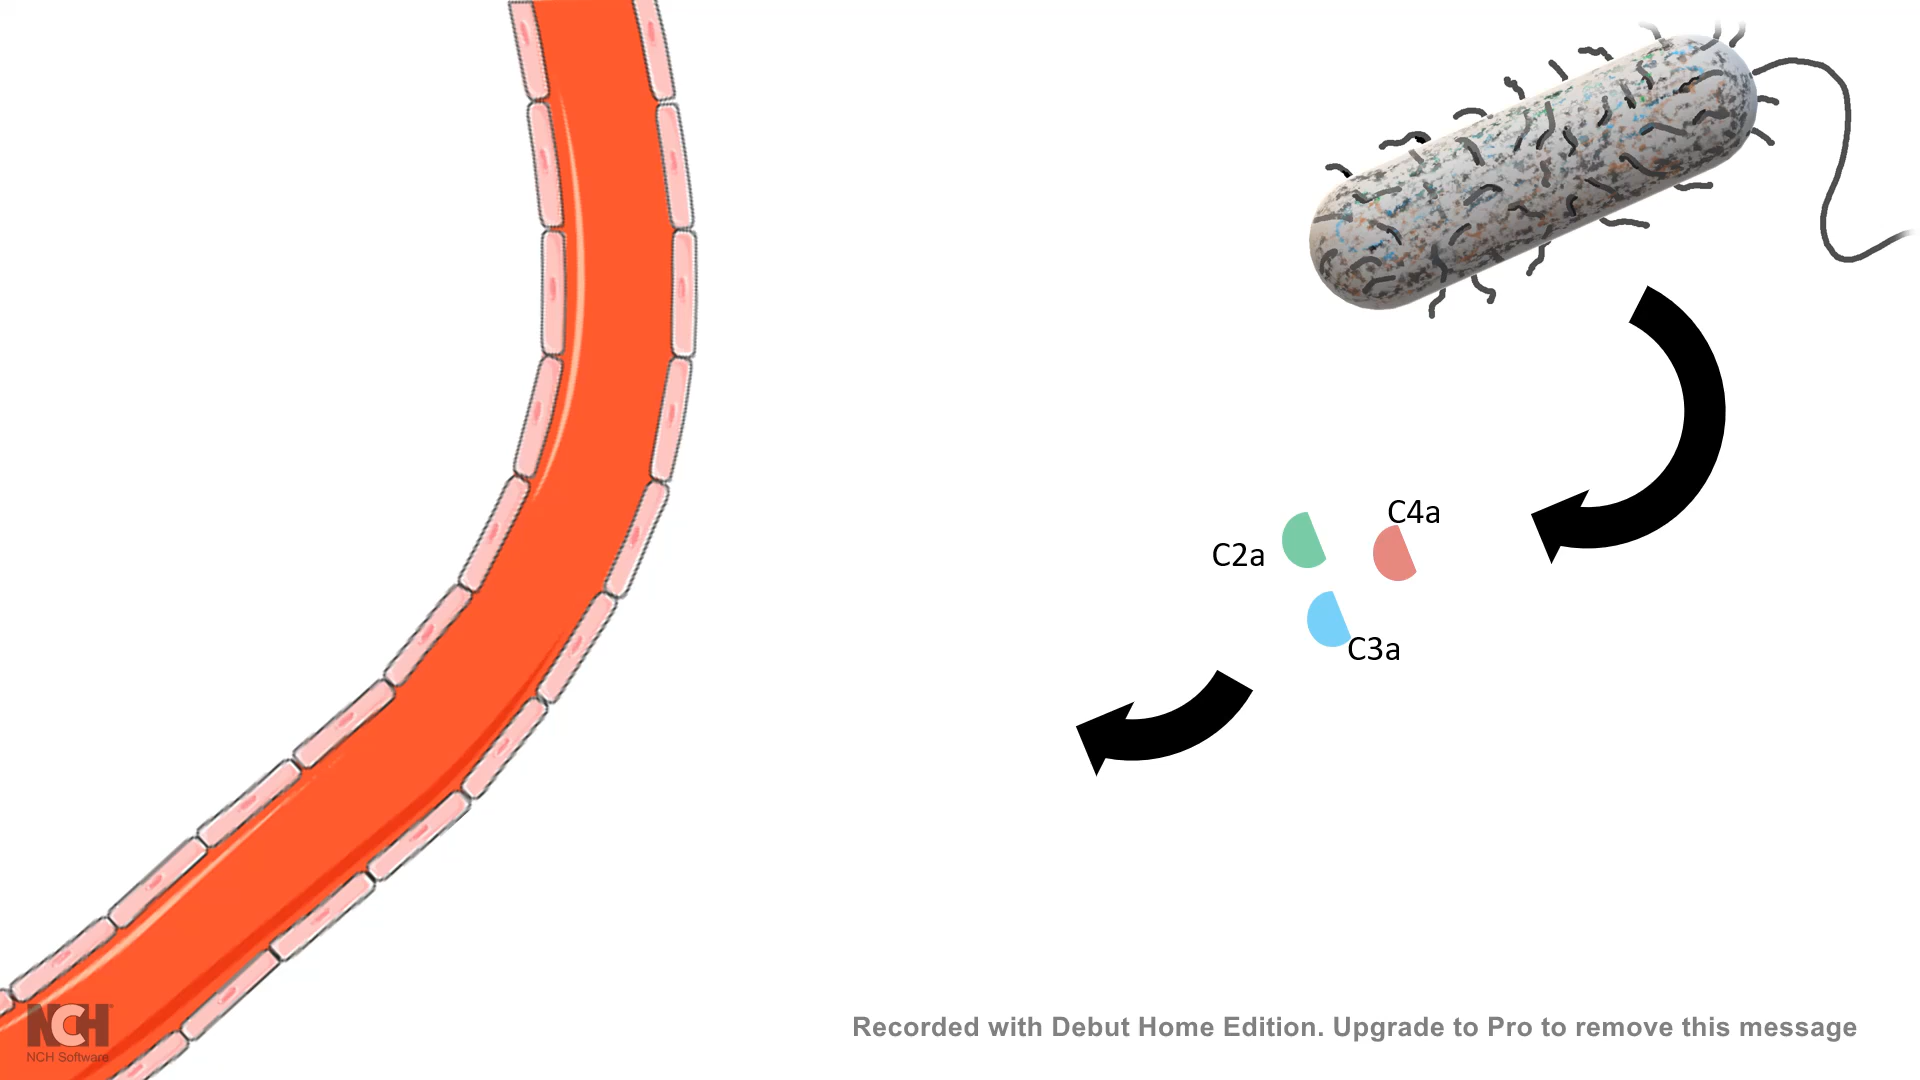 C4a
C2a
C3a
NCH
NCH Software
Recorded with Debut Home Edition. Upgrade to Pro to remove this message